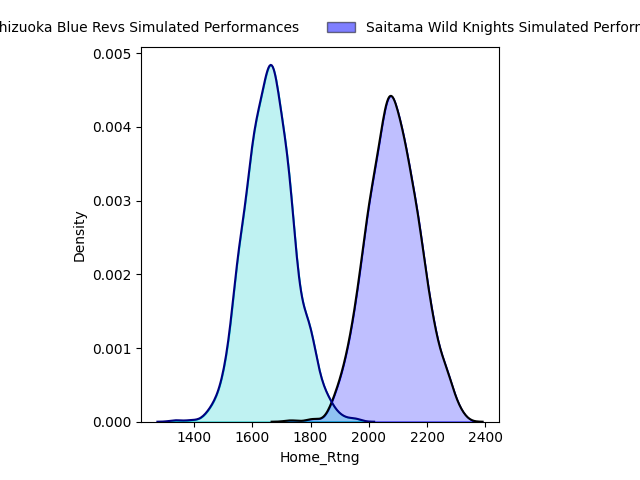 hizuoka Blue Revs Simulated Performances
Saitama Wild Knights Simulated Perfor
0.005
0.004
0.003
0.002
0.001
0.000
Density
1400 1600 1800 2000 2200 2400
Home_Rtng